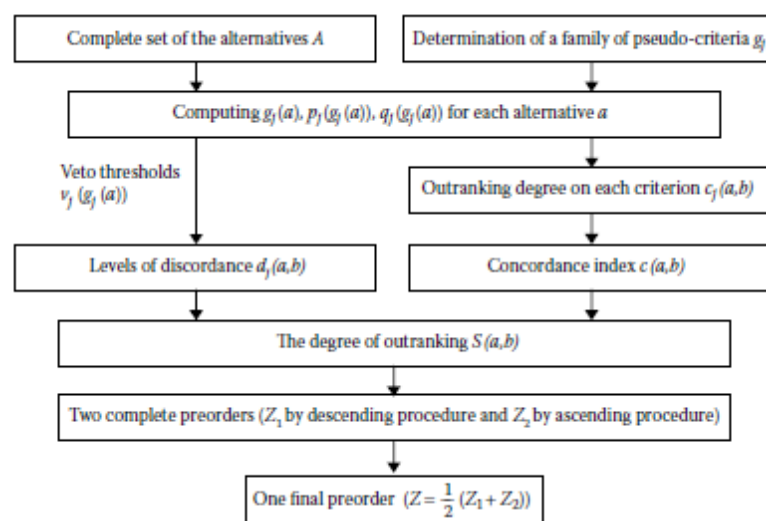 Complete set of the alternatives A
Determination of a family of pseudo-criteria gj
Computing gj(a), pj(gj(a)), qj(gj(a)) for each alternative a
Veto thresholds
vj (gj (a))
Outranking degree on each criterion cj(a,b)
Levels of discordance dj(a,b)
Concordance index c(a,b)
The degree of outranking S(a,b)
Two complete preorders (Z1 by descending procedure and Z2 by ascending procedure)
One final preorder (Z = 1/2 (Z1 + Z2))